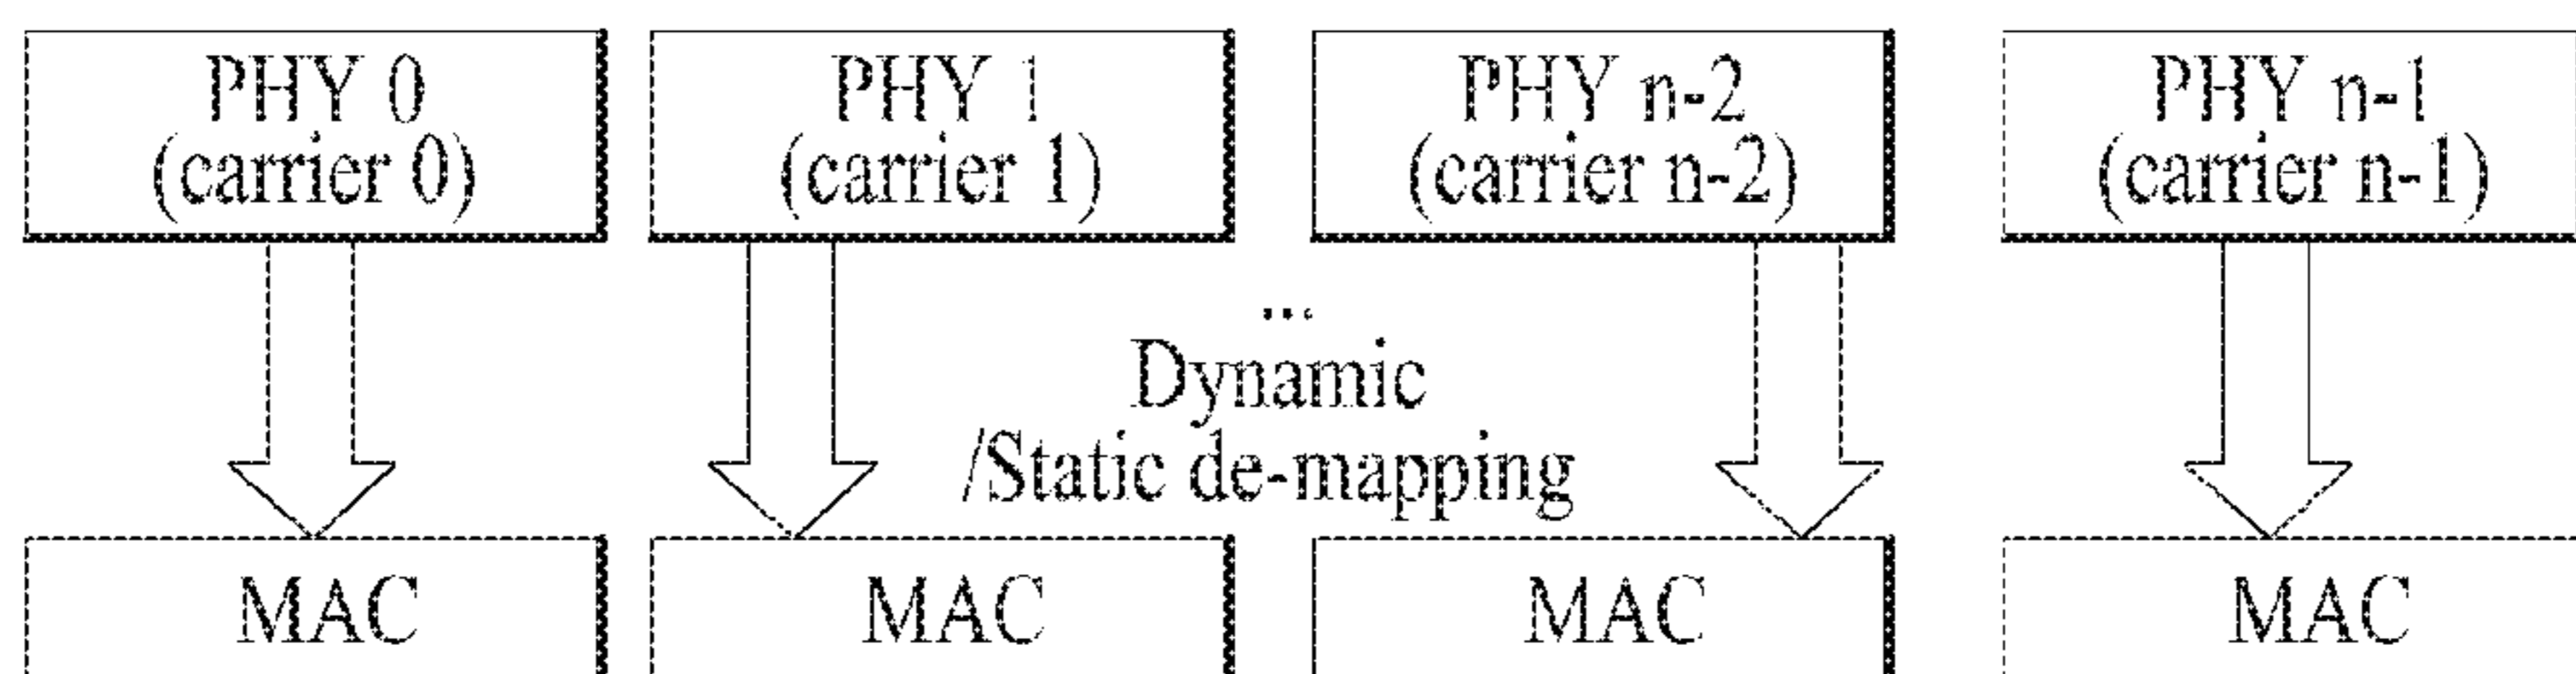 PHY 0
(carrier 0)
PHY 1
(carrier 1)
PHY n-2
(carrier n-2)
PHY n-1
(carrier n-1)
...
Dynamic
/Static de-mapping
MAC
MAC
MAC
MAC